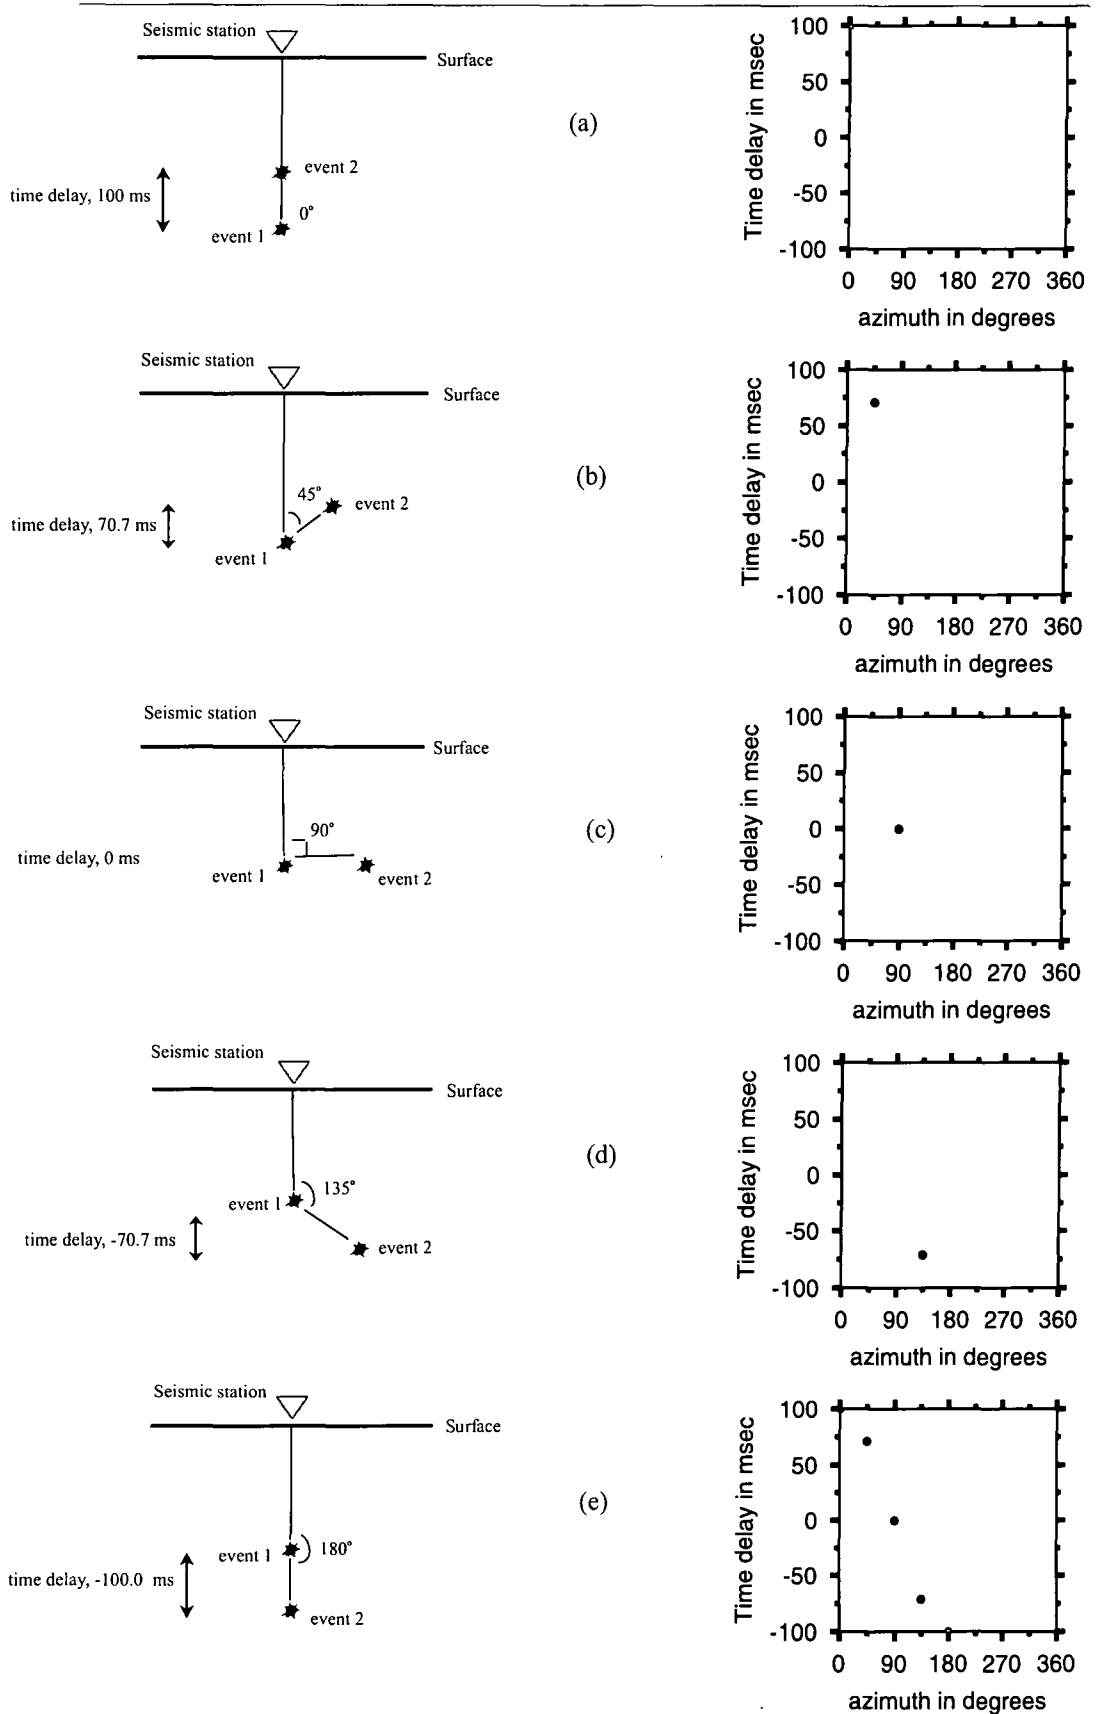 Seismic station
Surface
event 2
time delay, 100 ms
0°
event 1
(a)
Time delay in msec
100
50
0
-50
-100
0 90 180 270 360
azimuth in degrees
Seismic station
Surface
45°
event 2
time delay, 70.7 ms
event 1
(b)
Time delay in msec
100
50
0
-50
-100
0 90 180 270 360
azimuth in degrees
Seismic station
Surface
90°
time delay, 0 ms
event 1
event 2
(c)
Time delay in msec
100
50
0
-50
-100
0 90 180 270 360
azimuth in degrees
Seismic station
Surface
135°
event 1
time delay, -70.7 ms
event 2
(d)
Time delay in msec
100
50
0
-50
-100
0 90 180 270 360
azimuth in degrees
Seismic station
Surface
event 1
180°
time delay, -100.0 ms
event 2
(e)
Time delay in msec
100
50
0
-50
-100
0 90 180 270 360
azimuth in degrees